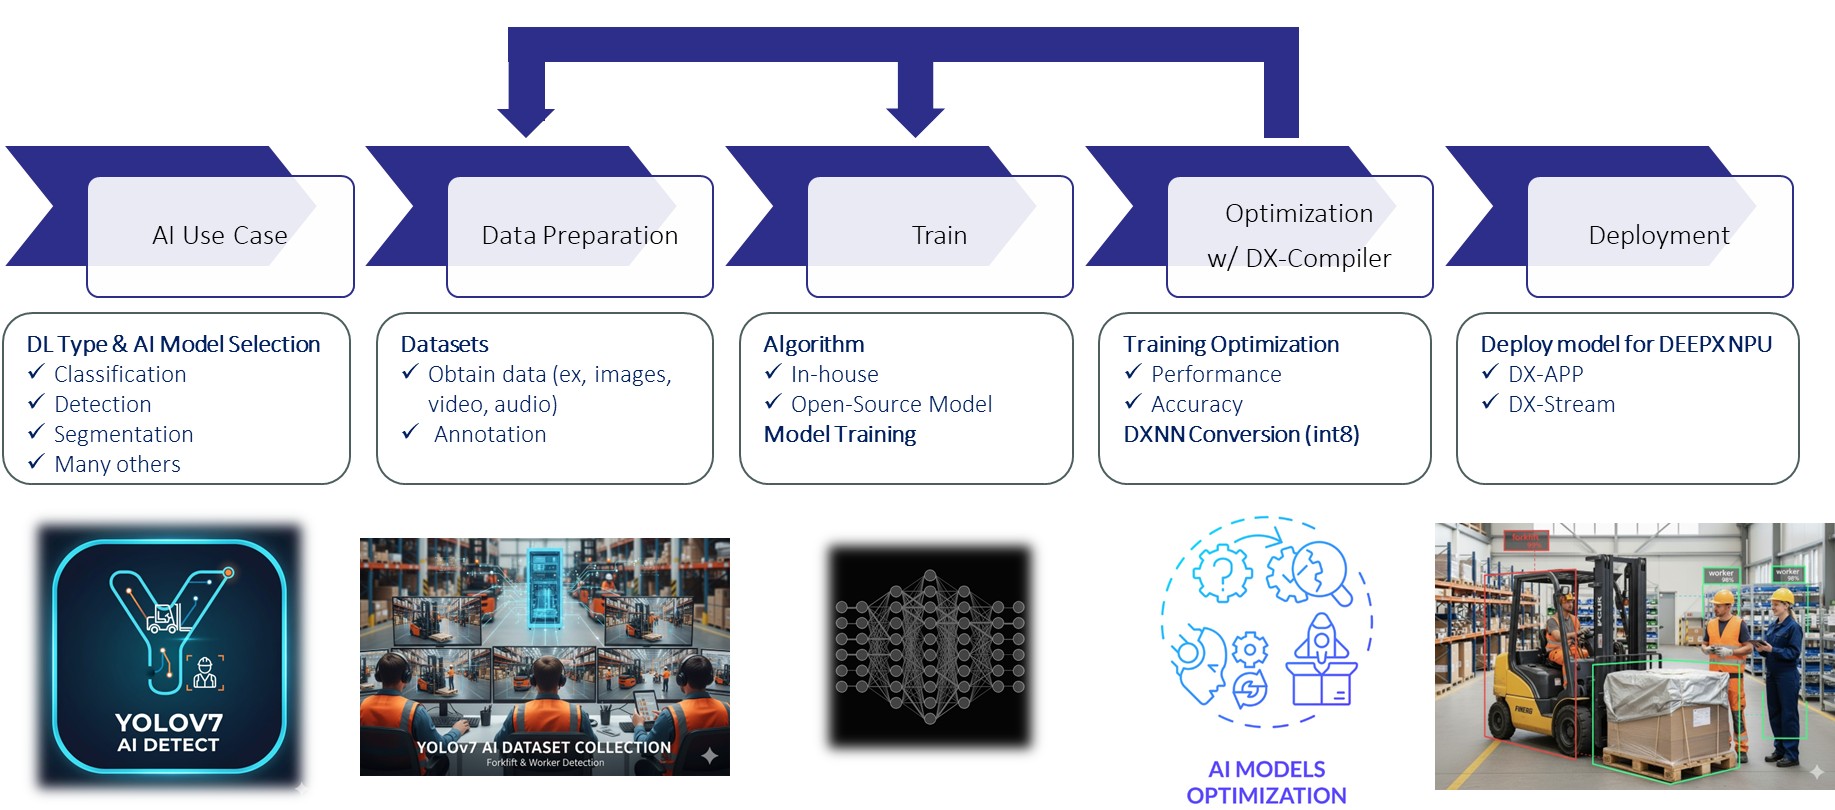 AI Use Case
Data Preparation
Train
Optimization
w/ DX-Compiler
Deployment
DL Type & AI Model Selection
✓ Classification
✓ Detection
✓ Segmentation
✓ Many others
Datasets
✓ Obtain data (ex, images,
video, audio)
✓ Annotation
Algorithm
✓ In-house
✓ Open-Source Model
Model Training
Training Optimization
✓ Performance
✓ Accuracy
DXNN Conversion (int8)
Deploy model for DEEPX NPU
✓ DX-APP
✓ DX-Stream
YOLOV7
AI DETECT
YOLOv7 AI DATASET COLLECTION
Forklift & Worker Detection
?
AI MODELS
OPTIMIZATION
forklift
worker
98%
worker
98%